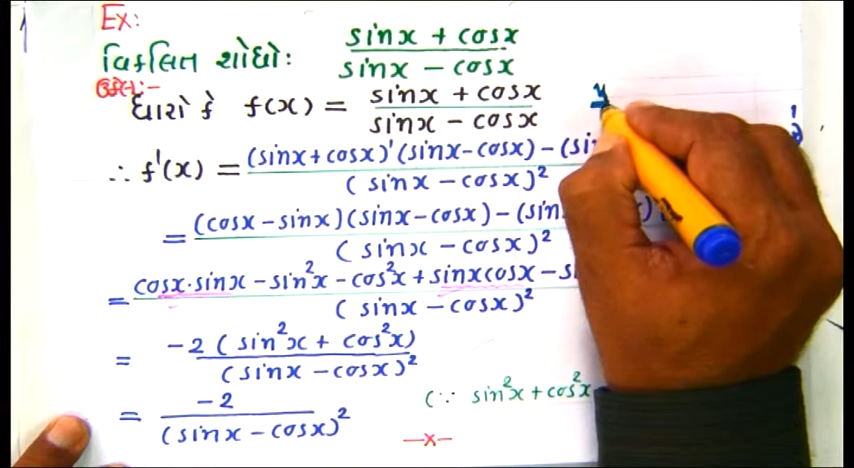 Ex:
વિકલિત શોધો: (sinx + cosx)/(sinx − cosx)
ઉકેલ:-
ધારો કે f(x) = (sinx + cosx)/(sinx − cosx)
∴ f'(x) = ((sinx+cosx)'(sinx−cosx) − (si)/((sinx − cosx)²)
= ((cosx−sinx)(sinx−cosx) − (sin)/((sinx − cosx)²)
= (cosx·sinx − sin²x − cos²x + sinxcosx − s)/((sinx − cosx)²)
= (−2(sin²x + cos²x))/((sinx − cosx)²)
= (−2)/((sinx − cosx)²) (∵ sin²x + cos²x
—x—